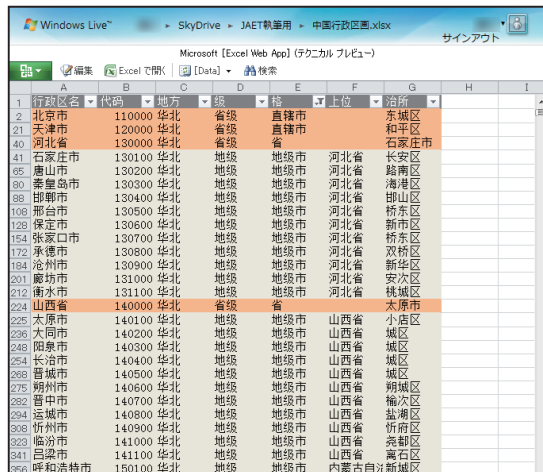 Windows Live™ ▸ SkyDrive ▸ JAET執筆用 ▸ 中国行政区画.xlsx
サインアウト
Microsoft [Excel Web App] (テクニカル プレビュー)
編集 Excel で開く [Data] 検索
A B C D E F G H I
1 行政区名 代码 地方 级 格 上位 治所
2 北京市 110000 华北 省级 直辖市 东城区
21 天津市 120000 华北 省级 直辖市 和平区
40 河北省 130000 华北 省级 省 石家庄市
41 石家庄市 130100 华北 地级 地级市 河北省 长安区
65 唐山市 130200 华北 地级 地级市 河北省 路南区
80 秦皇岛市 130300 华北 地级 地级市 河北省 海港区
88 邯郸市 130400 华北 地级 地级市 河北省 邯山区
108 邢台市 130500 华北 地级 地级市 河北省 桥东区
128 保定市 130600 华北 地级 地级市 河北省 新市区
154 张家口市 130700 华北 地级 地级市 河北省 桥东区
172 承德市 130800 华北 地级 地级市 河北省 双桥区
184 沧州市 130900 华北 地级 地级市 河北省 新华区
201 廊坊市 131000 华北 地级 地级市 河北省 安次区
212 衡水市 131100 华北 地级 地级市 河北省 桃城区
224 山西省 140000 华北 省级 省 太原市
225 太原市 140100 华北 地级 地级市 山西省 小店区
236 大同市 140200 华北 地级 地级市 山西省 城区
248 阳泉市 140300 华北 地级 地级市 山西省 城区
254 长治市 140400 华北 地级 地级市 山西省 城区
268 晋城市 140500 华北 地级 地级市 山西省 城区
275 朔州市 140600 华北 地级 地级市 山西省 朔城区
282 晋中市 140700 华北 地级 地级市 山西省 榆次区
294 运城市 140800 华北 地级 地级市 山西省 盐湖区
308 忻州市 140900 华北 地级 地级市 山西省 忻府区
323 临汾市 141000 华北 地级 地级市 山西省 尧都区
341 吕梁市 141100 华北 地级 地级市 山西省 离石区
356 呼和浩特市 150100 华北 地级 地级市 内蒙古自治 新城区